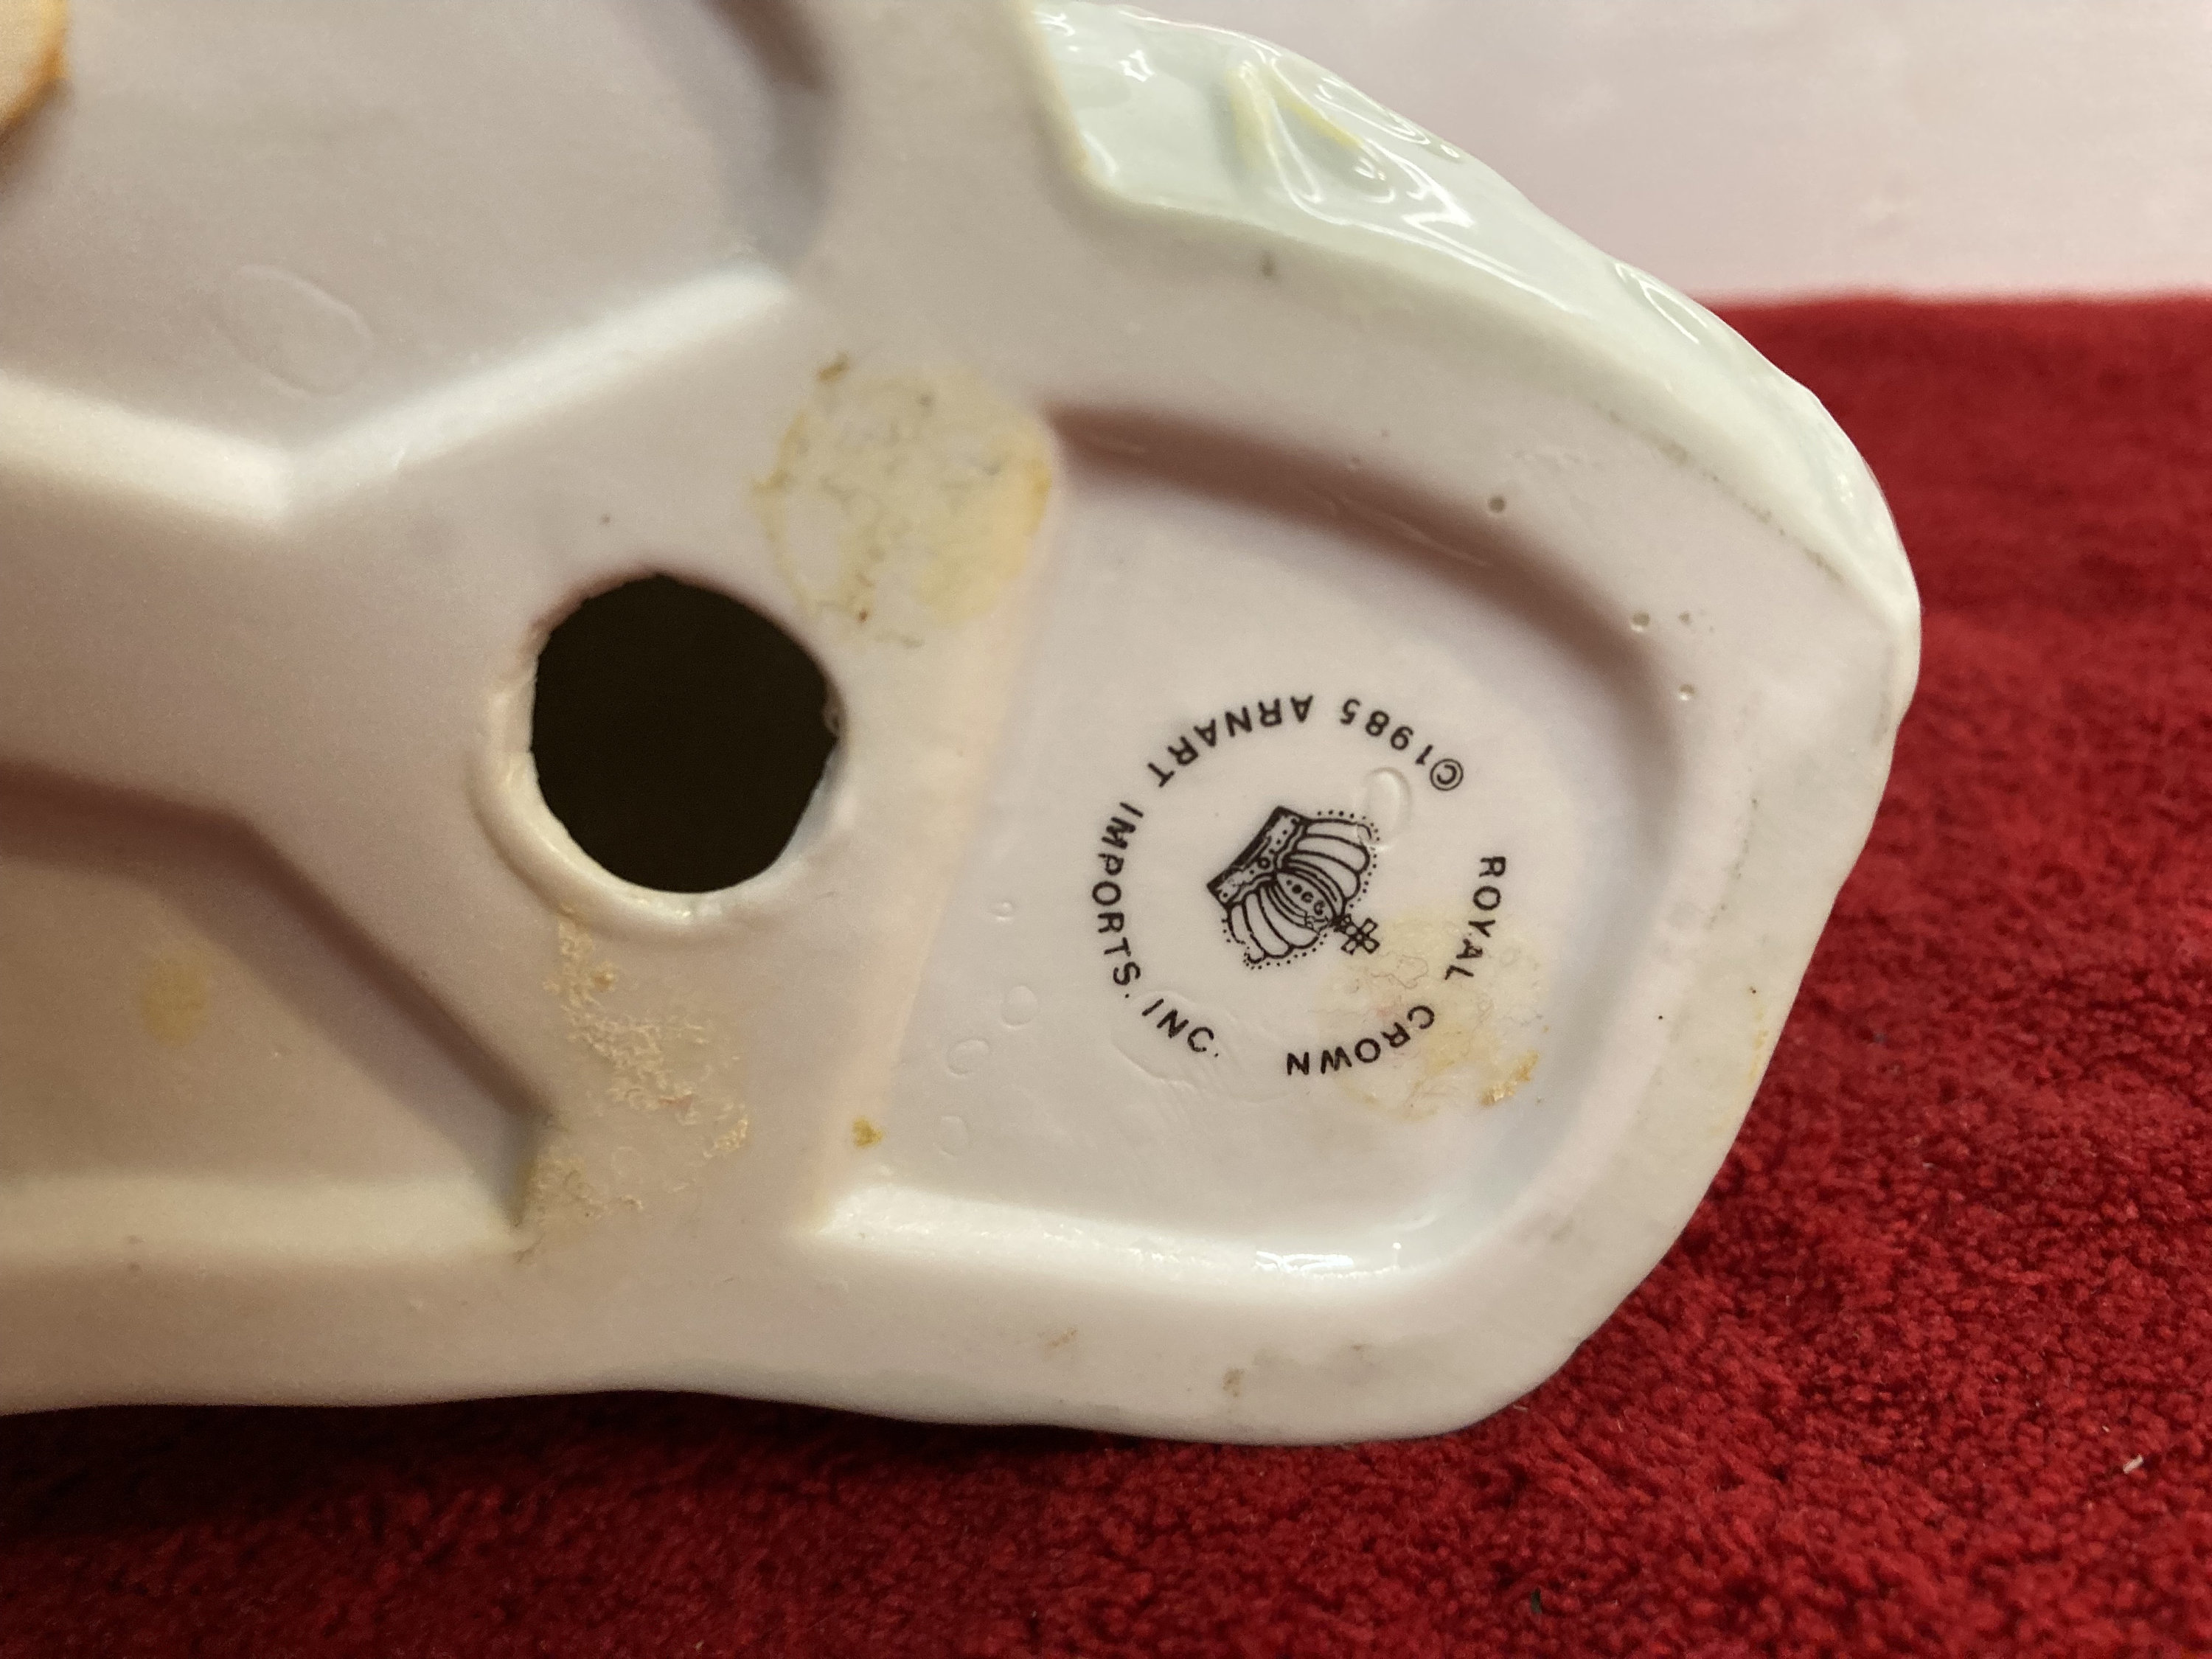 ROYAL CROWN
©1985 ARNART IMPORTS. INC.